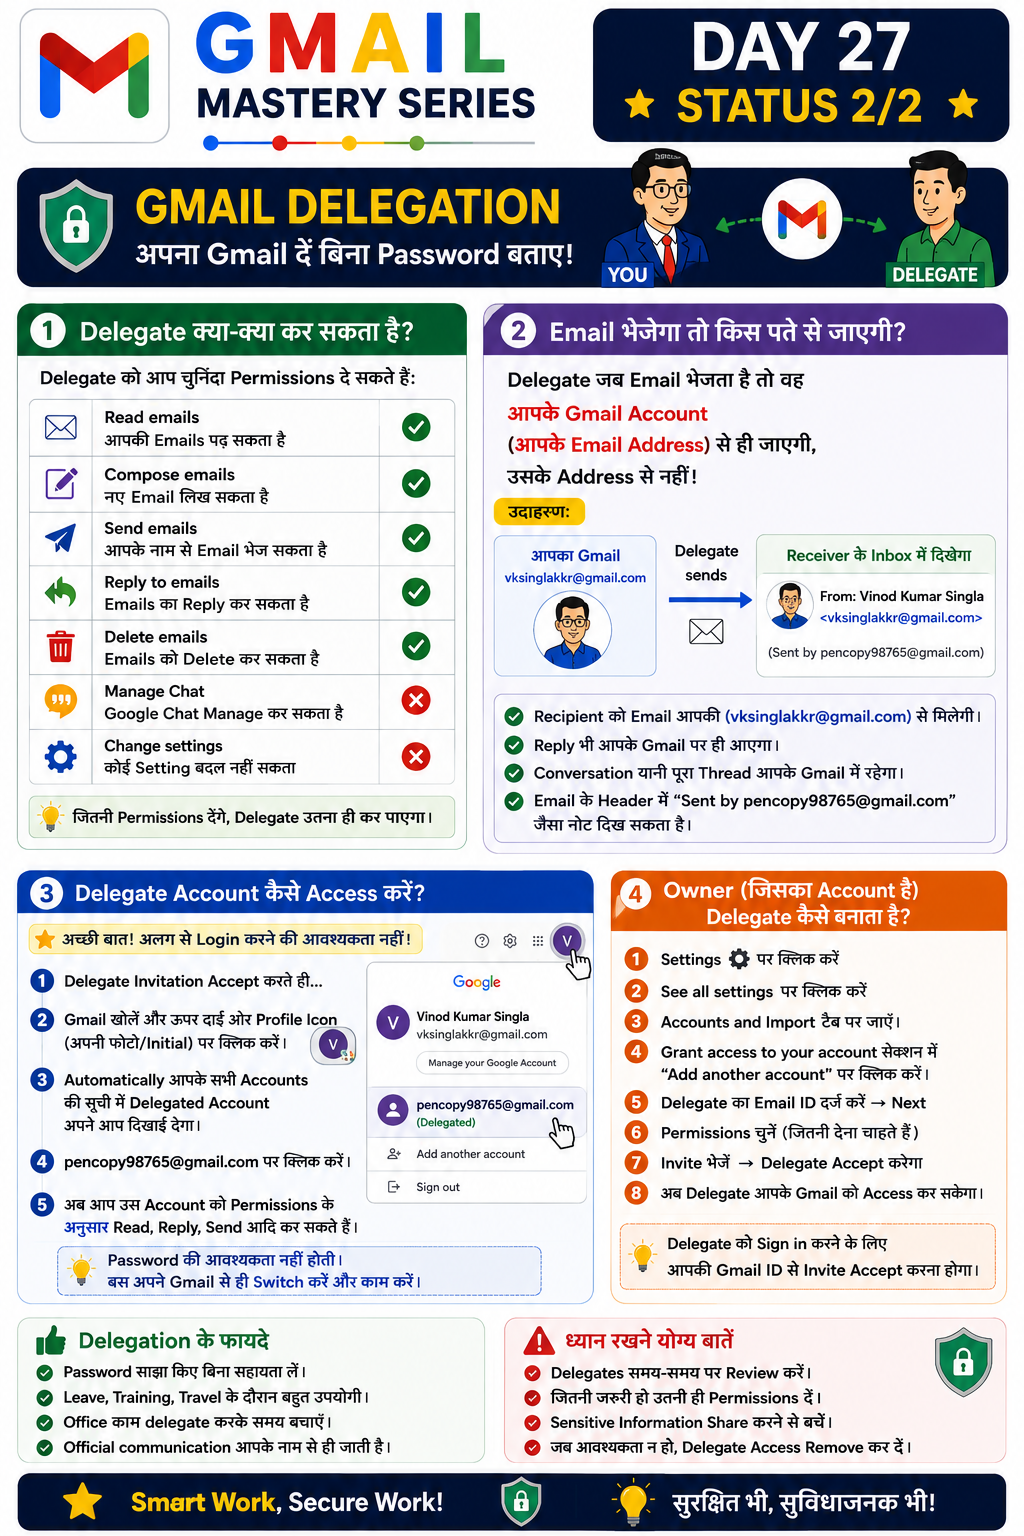 GMAIL
MASTERY SERIES
DAY 27
STATUS 2/2
GMAIL DELEGATION
अपना Gmail दें बिना Password बताए!
YOU
DELEGATE
1 Delegate क्या-क्या कर सकता है?
Delegate को आप चुनिंदा Permissions दे सकते हैं:
Read emails
आपकी Emails पढ़ सकता है
Compose emails
नए Email लिख सकता है
Send emails
आपके नाम से Email भेज सकता है
Reply to emails
Emails का Reply कर सकता है
Delete emails
Emails को Delete कर सकता है
Manage Chat
Google Chat Manage कर सकता है
Change settings
कोई Setting बदल नहीं सकता
जितनी Permissions देंगे, Delegate उतना ही कर पाएगा।
2 Email भेजेगा तो किस पते से जाएगी?
Delegate जब Email भेजता है तो वह
आपके Gmail Account
(आपके Email Address) से ही जाएगी,
उसके Address से नहीं!
उदाहरण:
आपका Gmail
vksinglakkr@gmail.com
Delegate
sends
Receiver के Inbox में दिखेगा
From: Vinod Kumar Singla
<vksinglakkr@gmail.com>
(Sent by pencopy98765@gmail.com)
Recipient को Email आपकी (vksinglakkr@gmail.com) से मिलेगी।
Reply भी आपके Gmail पर ही आएगा।
Conversation यानी पूरा Thread आपके Gmail में रहेगा।
Email के Header में “Sent by pencopy98765@gmail.com”
जैसा नोट दिख सकता है।
3 Delegate Account कैसे Access करें?
अच्छी बात! अलग से Login करने की आवश्यकता नहीं!
1 Delegate Invitation Accept करते ही...
2 Gmail खोलें और ऊपर दाईं ओर Profile Icon
(अपनी फोटो/Initial) पर क्लिक करें।
V
3 Automatically आपके सभी Accounts
की सूची में Delegated Account
अपने आप दिखाई देगा।
4 pencopy98765@gmail.com पर क्लिक करें।
5 अब आप उस Account को Permissions के
अनुसार Read, Reply, Send आदि कर सकते हैं।
V
Google
V
Vinod Kumar Singla
vksinglakkr@gmail.com
Manage your Google Account
pencopy98765@gmail.com
(Delegated)
Add another account
Sign out
Password की आवश्यकता नहीं होती।
बस अपने Gmail से ही Switch करें और काम करें।
4 Owner (जिसका Account है)
Delegate कैसे बनाता है?
1 Settings पर क्लिक करें
2 See all settings पर क्लिक करें
3 Accounts and Import टैब पर जाएँ।
4 Grant access to your account सेक्शन में
“Add another account” पर क्लिक करें।
5 Delegate का Email ID दर्ज करें → Next
6 Permissions चुनें (जितनी देना चाहते हैं)
7 Invite भेजें → Delegate Accept करेगा
8 अब Delegate आपके Gmail को Access कर सकेगा।
Delegate को Sign in करने के लिए
आपकी Gmail ID से Invite Accept करना होगा।
Delegation के फायदे
Password साझा किए बिना सहायता लें।
Leave, Training, Travel के दौरान बहुत उपयोगी।
Office काम delegate करके समय बचाएँ।
Official communication आपके नाम से ही जाती है।
ध्यान रखने योग्य बातें
Delegates समय-समय पर Review करें।
जितनी जरुरी हो उतनी ही Permissions दें।
Sensitive Information Share करने से बचें।
जब आवश्यकता न हो, Delegate Access Remove कर दें।
Smart Work, Secure Work!
सुरक्षित भी, सुविधाजनक भी!